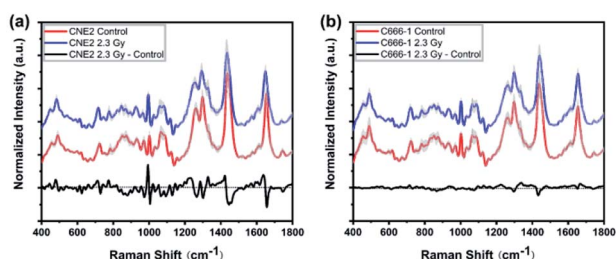 (a)
CNE2 Control
CNE2 2.3 Gy
CNE2 2.3 Gy - Control
Normalized Intensity (a.u.)
400 600 800 1000 1200 1400 1600 1800
Raman Shift (cm⁻¹)
(b)
C666-1 Control
C666-1 2.3 Gy
C666-1 2.3 Gy - Control
Normalized Intensity (a.u.)
400 600 800 1000 1200 1400 1600 1800
Raman Shift (cm⁻¹)